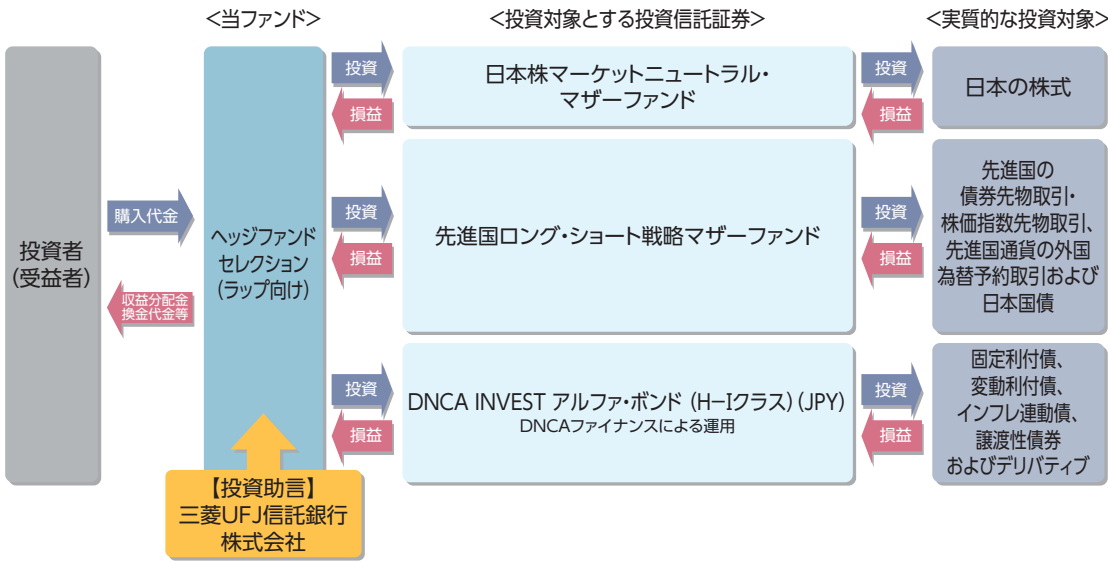 <当ファンド>
<投資対象とする投資信託証券>
<実質的な投資対象>
投資者
(受益者)
購入代金
収益分配金
換金代金等
ヘッジファンド
セレクション
(ラップ向け)
【投資助言】
三菱UFJ信託銀行
株式会社
投資
損益
日本株マーケットニュートラル・
マザーファンド
投資
損益
日本の株式
投資
損益
先進国ロング・ショート戦略マザーファンド
投資
損益
先進国の
債券先物取引・
株価指数先物取引、
先進国通貨の外国
為替予約取引および
日本国債
投資
損益
DNCA INVEST アルファ・ボンド (H-Iクラス) (JPY)
DNCAファイナンスによる運用
投資
損益
固定利付債、
変動利付債、
インフレ連動債、
譲渡性債券
およびデリバティブ